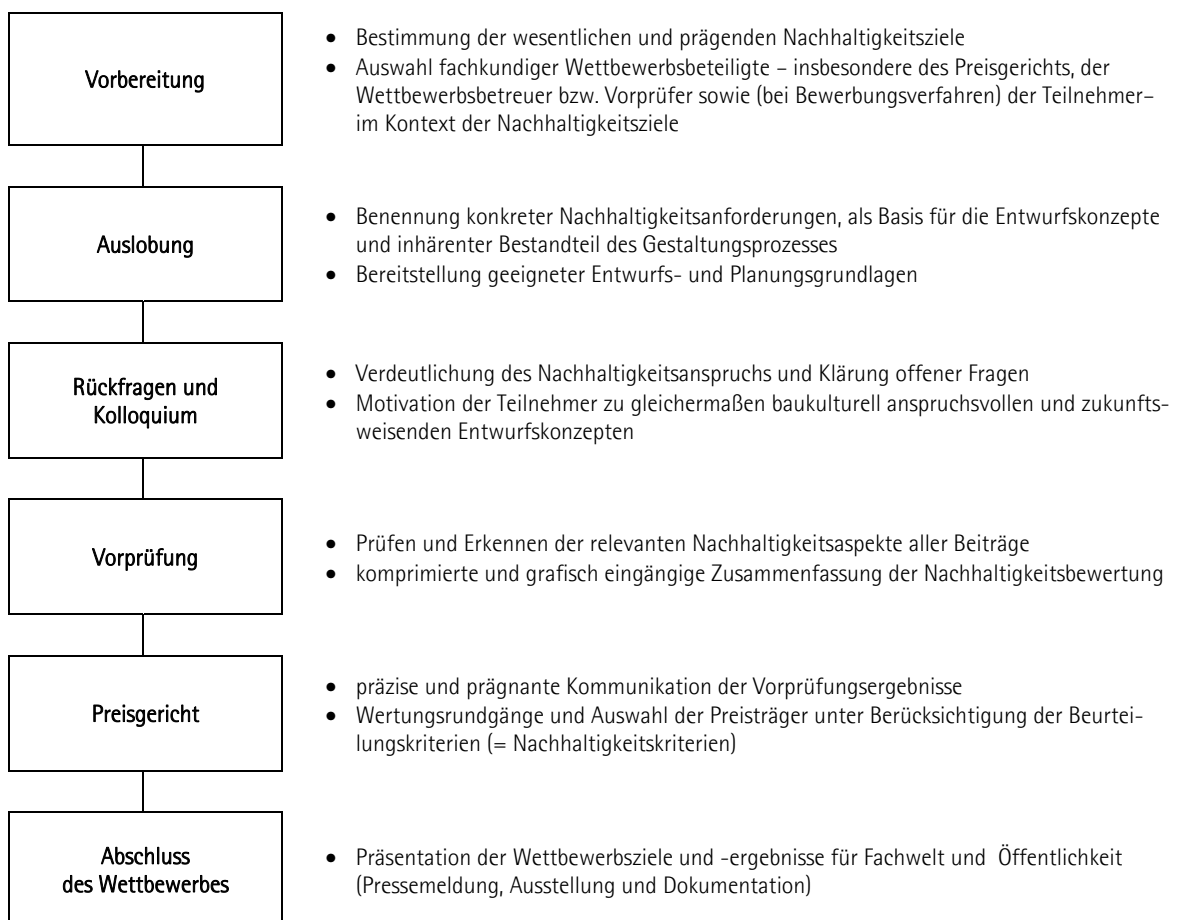 Vorbereitung
• Bestimmung der wesentlichen und prägenden Nachhaltigkeitsziele
• Auswahl fachkundiger Wettbewerbsbeteiligte – insbesondere des Preisgerichts, der
Wettbewerbsbetreuer bzw. Vorprüfer sowie (bei Bewerbungsverfahren) der Teilnehmer–
im Kontext der Nachhaltigkeitsziele
Auslobung
• Benennung konkreter Nachhaltigkeitsanforderungen, als Basis für die Entwurfskonzepte
und inhärenter Bestandteil des Gestaltungsprozesses
• Bereitstellung geeigneter Entwurfs- und Planungsgrundlagen
Rückfragen und
Kolloquium
• Verdeutlichung des Nachhaltigkeitsanspruchs und Klärung offener Fragen
• Motivation der Teilnehmer zu gleichermaßen baukulturell anspruchsvollen und zukunfts-
weisenden Entwurfskonzepten
Vorprüfung
• Prüfen und Erkennen der relevanten Nachhaltigkeitsaspekte aller Beiträge
• komprimierte und grafisch eingängige Zusammenfassung der Nachhaltigkeitsbewertung
Preisgericht
• präzise und prägnante Kommunikation der Vorprüfungsergebnisse
• Wertungsrundgänge und Auswahl der Preisträger unter Berücksichtigung der Beurtei-
lungskriterien (= Nachhaltigkeitskriterien)
Abschluss
des Wettbewerbes
• Präsentation der Wettbewerbsziele und -ergebnisse für Fachwelt und Öffentlichkeit
(Pressemeldung, Ausstellung und Dokumentation)